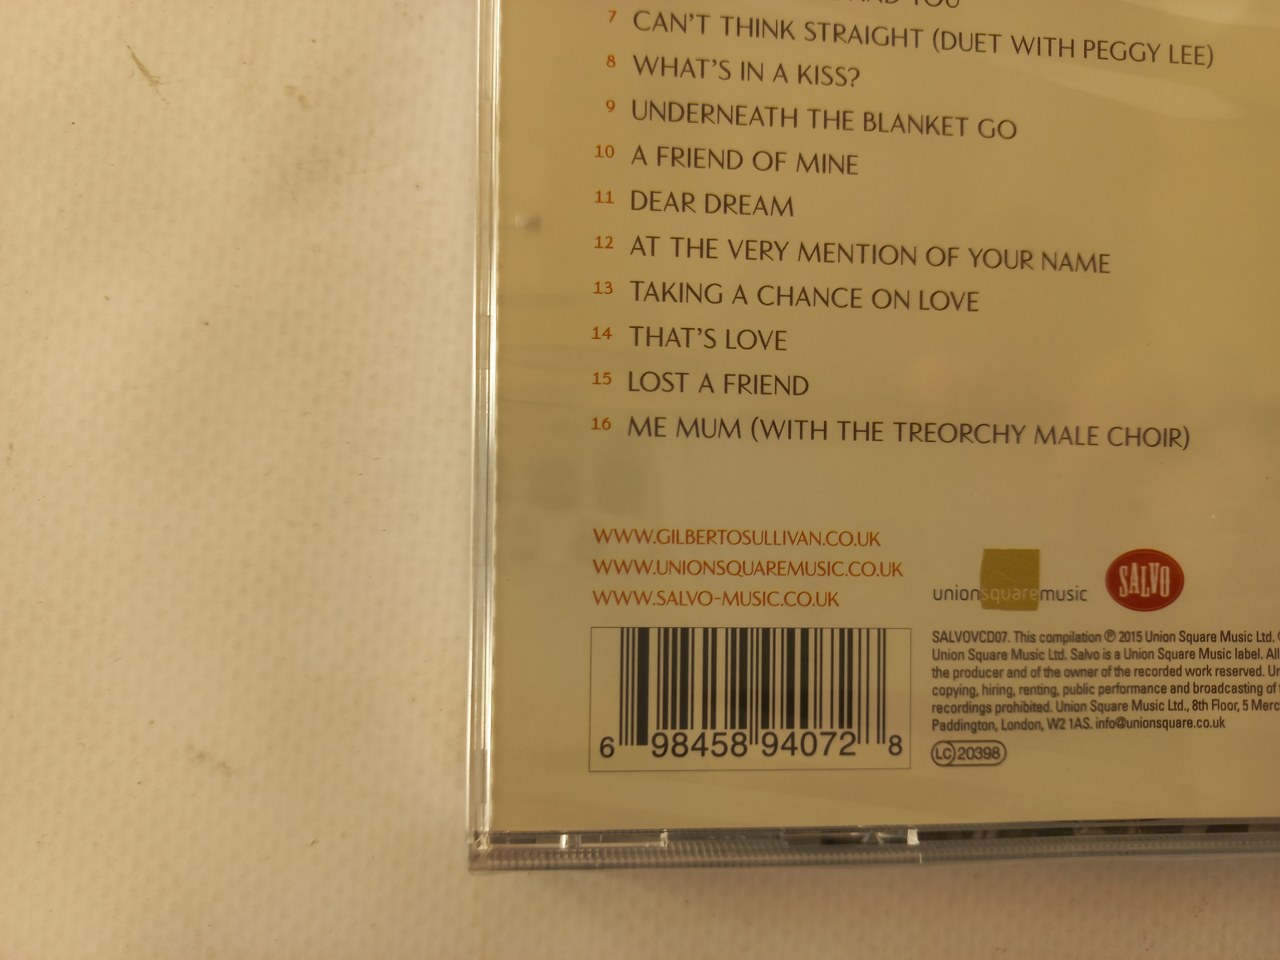 AND YOU
7 CAN'T THINK STRAIGHT (DUET WITH PEGGY LEE)
8 WHAT'S IN A KISS?
9 UNDERNEATH THE BLANKET GO
10 A FRIEND OF MINE
11 DEAR DREAM
12 AT THE VERY MENTION OF YOUR NAME
13 TAKING A CHANCE ON LOVE
14 THAT'S LOVE
15 LOST A FRIEND
16 ME MUM (WITH THE TREORCHY MALE CHOIR)
WWW.GILBERTOSULLIVAN.CO.UK
WWW.UNIONSQUAREMUSIC.CO.UK
WWW.SALVO-MUSIC.CO.UK
unionsquaremusic
SALVO
SALVOVCD07. This compilation ℗ 2015 Union Square Music Ltd.
Union Square Music Ltd. Salvo is a Union Square Music label. All
the producer and of the owner of the recorded work reserved.
copying, hiring, renting, public performance and broadcasting of
recordings prohibited. Union Square Music Ltd., 8th Floor, 5
Paddington, London, W2 1AS. info@unionsquare.co.uk
LC 20398
6 98458 94072 8